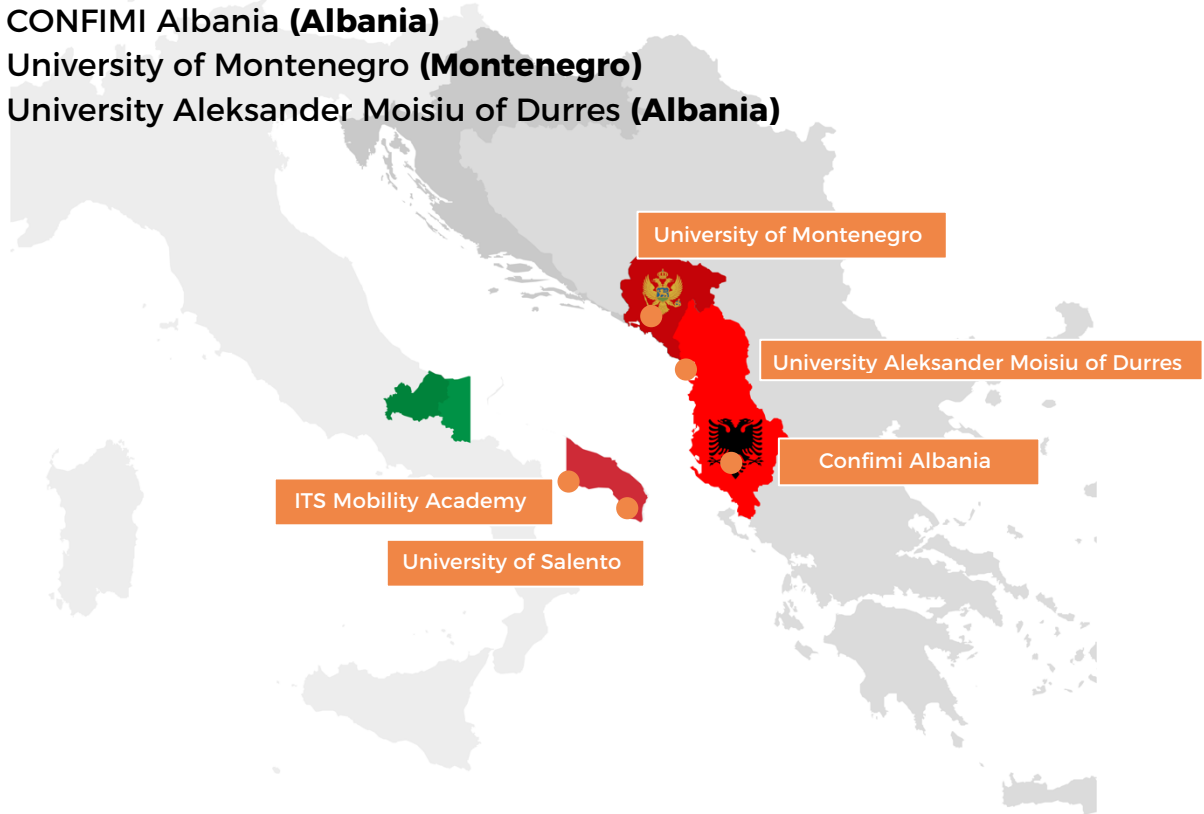 CONFIMI Albania (Albania)
University of Montenegro (Montenegro)
University Aleksander Moisiu of Durres (Albania)
University of Montenegro
University Aleksander Moisiu of Durres
Confimi Albania
ITS Mobility Academy
University of Salento